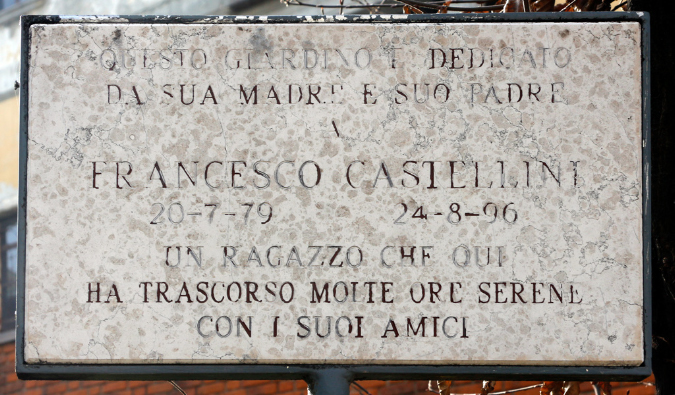 QUESTO GIARDINO È DEDICATO
DA SUA MADRE E SUO PADRE
A
FRANCESCO CASTELLINI
20-7-79 24-8-96
UN RAGAZZO CHE QUI
HA TRASCORSO MOLTE ORE SERENE
CON I SUOI AMICI